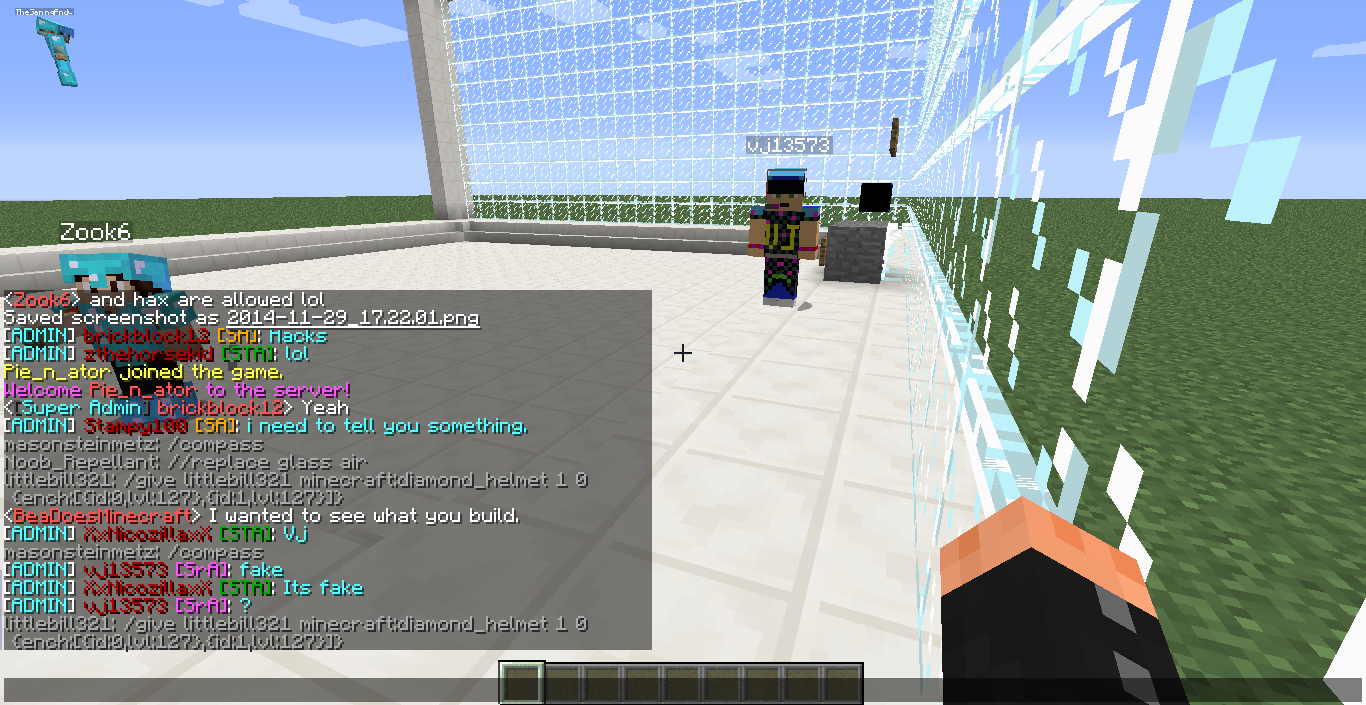 vj13573
Zook6
<Zook6> and hax are allowed lol
Saved screenshot as 2014-11-29_17.22.01.png
[ADMIN] brickblock12 [SA]: Hacks
[ADMIN] zthehorsekid [STA]: lol
Pie_n_ator joined the game.
Welcome Pie_n_ator to the server!
<[Super Admin] brickblock12> Yeah
[ADMIN] Stampy100 [SA]: i need to tell you something.
masonsteinmetz: /compass
Noob_Repellant: //replace glass air
littlebill321: /give littlebill321 minecraft:diamond_helmet 1 0
{ench:[{id:0,lvl:127},{id:1,lvl:127}]}
<BeaDoesMinecraft> I wanted to see what you build.
[ADMIN] XxNicozillaxX [STA]: Vj
masonsteinmetz: /compass
[ADMIN] vj13573 [SrA]: fake
[ADMIN] XxNicozillaxX [STA]: Its fake
[ADMIN] vj13573 [SrA]: ?
littlebill321: /give littlebill321 minecraft:diamond_helmet 1 0
{ench:[{id:0,lvl:127},{id:1,lvl:127}]}